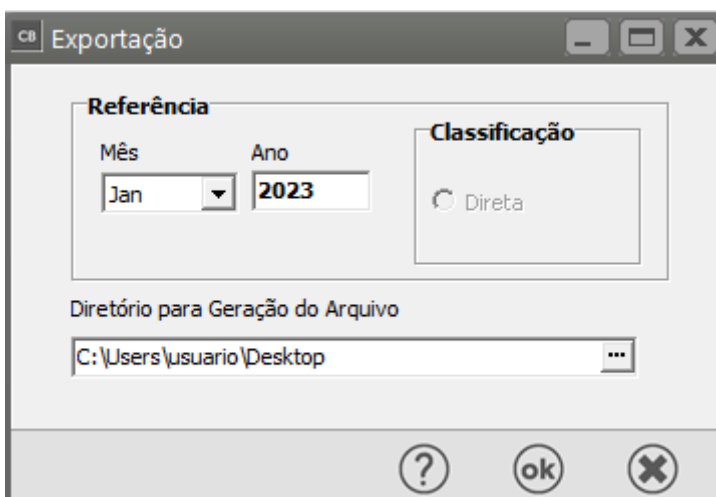 CB Exportação
Referência
Classificação
Mês Ano
Jan 2023
Direta
Diretório para Geração do Arquivo
C:\Users\usuario\Desktop ...
? ok